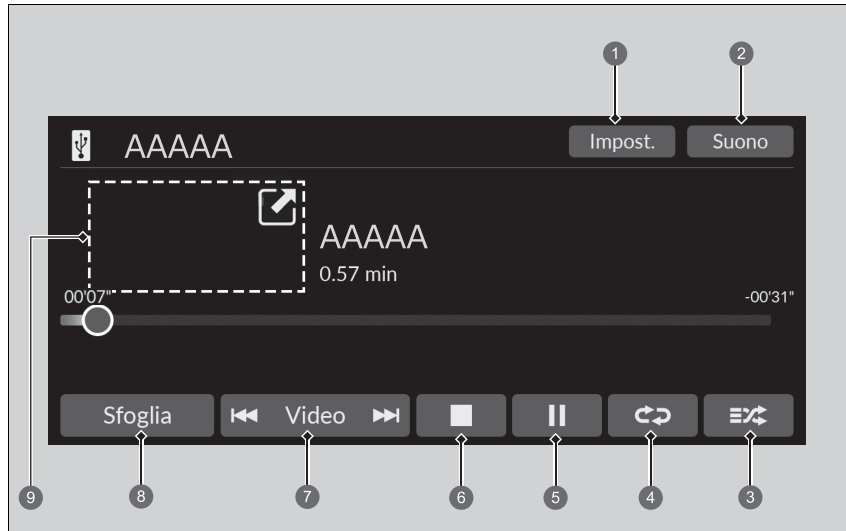 1 2
AAAAA Impost. Suono
AAAAA
0.57 min
00'07" -00'31"
Sfoglia Video
9 8 7 6 5 4 3